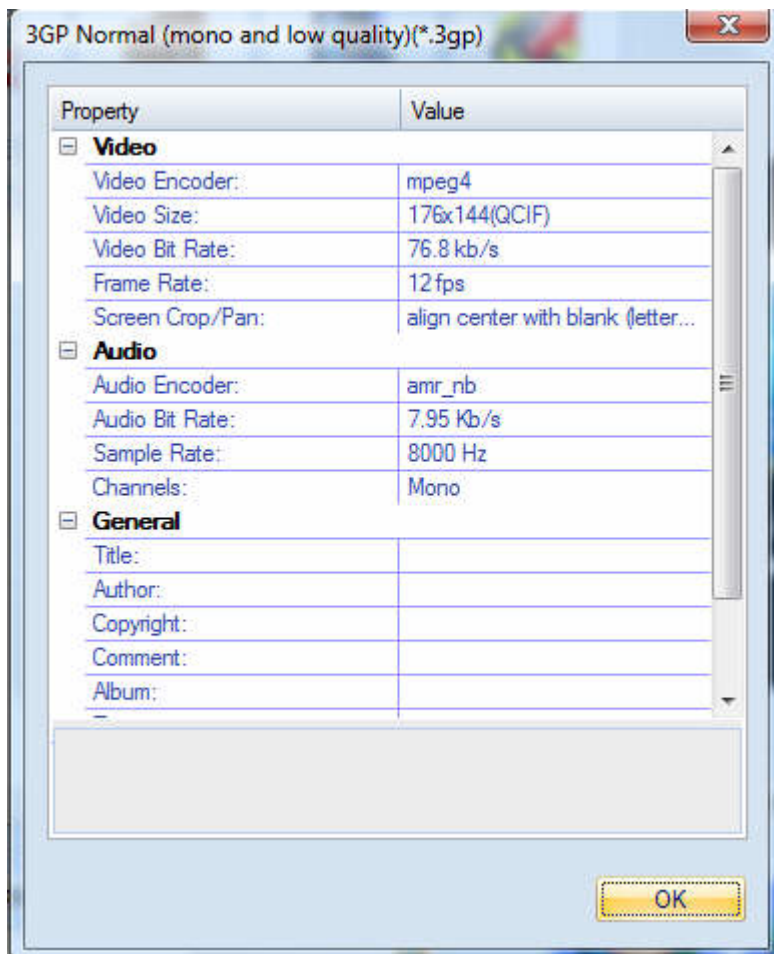 3GP Normal (mono and low quality)(*.3gp)
Property Value
Video
Video Encoder: mpeg4
Video Size: 176x144(QCIF)
Video Bit Rate: 76.8 kb/s
Frame Rate: 12 fps
Screen Crop/Pan: align center with blank (letter...
Audio
Audio Encoder: amr_nb
Audio Bit Rate: 7.95 Kb/s
Sample Rate: 8000 Hz
Channels: Mono
General
Title:
Author:
Copyright:
Comment:
Album:
OK